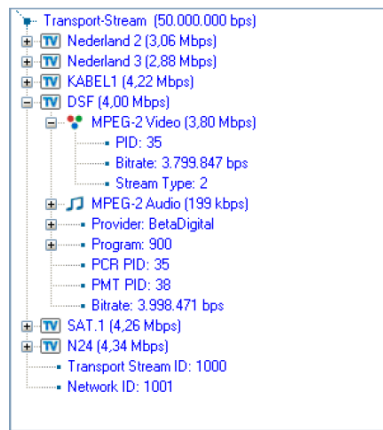 Transport-Stream (50.000.000 bps)
TV Nederland 2 (3,06 Mbps)
TV Nederland 3 (2,88 Mbps)
TV KABEL1 (4,22 Mbps)
TV DSF (4,00 Mbps)
MPEG-2 Video (3,80 Mbps)
PID: 35
Bitrate: 3.799.847 bps
Stream Type: 2
MPEG-2 Audio (199 kbps)
Provider: BetaDigital
Program: 900
PCR PID: 35
PMT PID: 38
Bitrate: 3.998.471 bps
TV SAT.1 (4,26 Mbps)
TV N24 (4,34 Mbps)
Transport Stream ID: 1000
Network ID: 1001